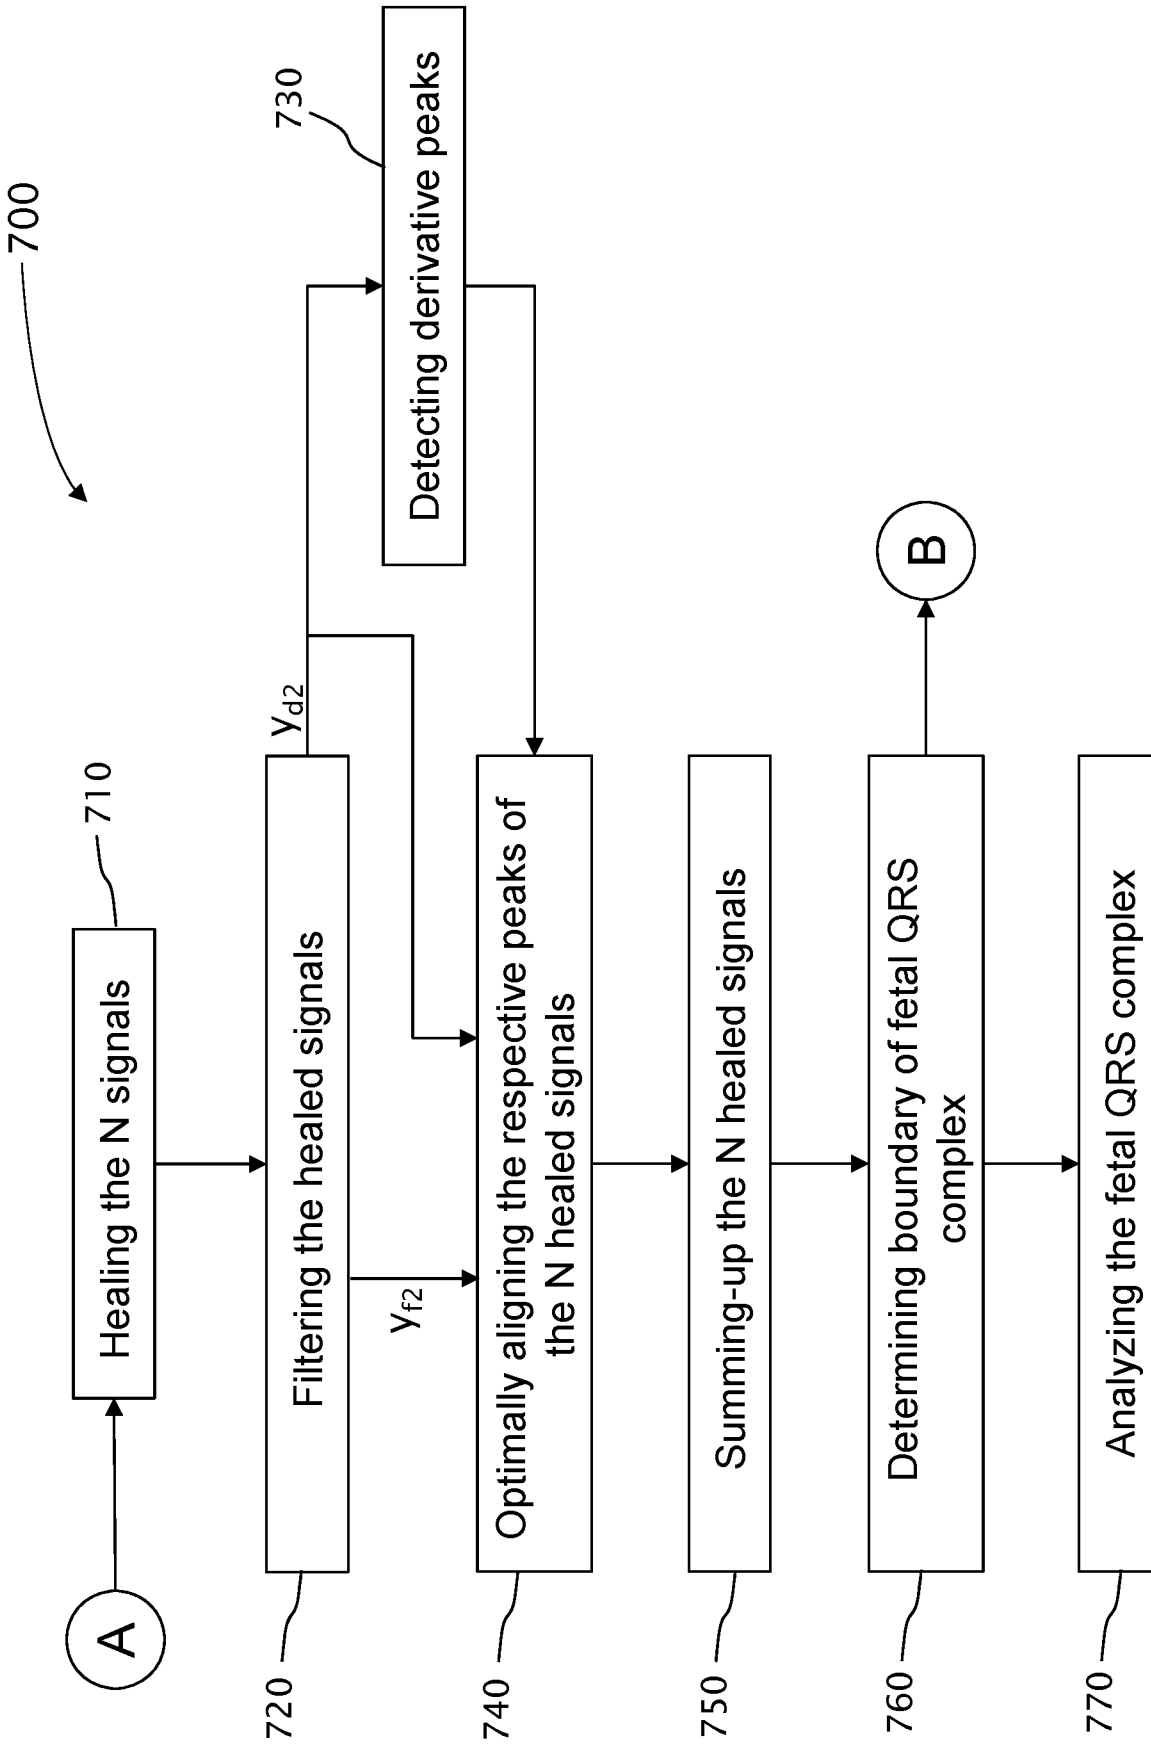 700
A
Healing the N signals
710
Filtering the healed signals
720
y_d2
730
Detecting derivative peaks
y_f2
Optimally aligning the respective peaks of
the N healed signals
740
Summing-up the N healed signals
750
Determining boundary of fetal QRS
complex
760
B
Analyzing the fetal QRS complex
770